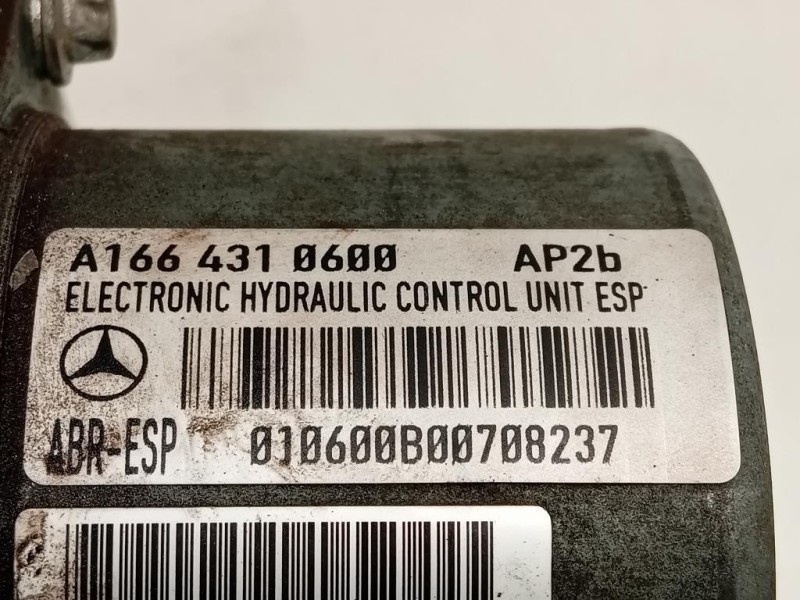 A166 431 0600 AP2b
ELECTRONIC HYDRAULIC CONTROL UNIT ESP
ABR-ESP 010600B00708237